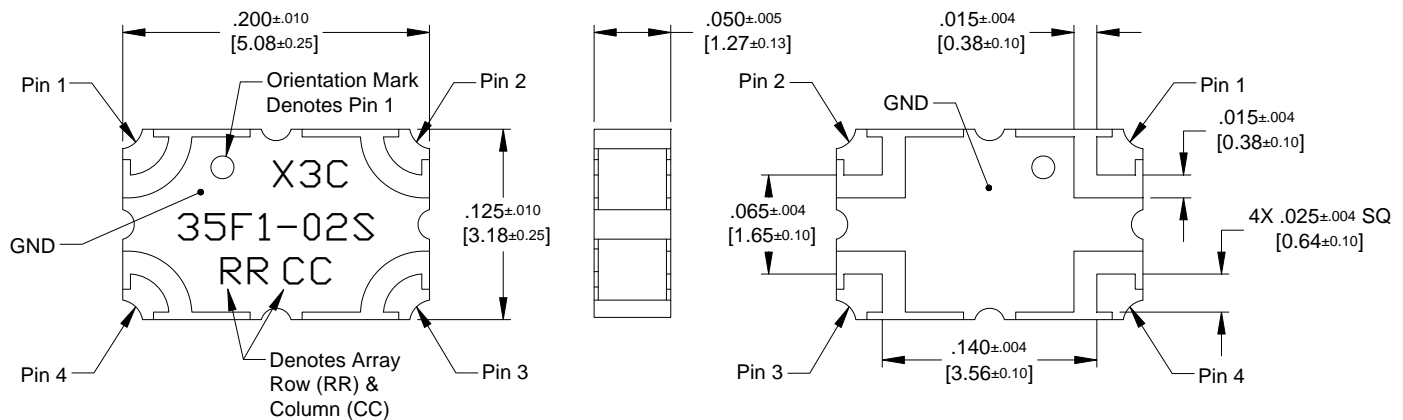 .200±.010
[5.08±0.25]
Pin 1
Orientation Mark
Denotes Pin 1
Pin 2
X3C
35F1-02S
RR CC
GND
.125±.010
[3.18±0.25]
Pin 4
Denotes Array
Row (RR) &
Column (CC)
Pin 3
.050±.005
[1.27±0.13]
.015±.004
[0.38±0.10]
Pin 2
GND
Pin 1
.015±.004
[0.38±0.10]
.065±.004
[1.65±0.10]
4X .025±.004 SQ
[0.64±0.10]
Pin 3
.140±.004
[3.56±0.10]
Pin 4